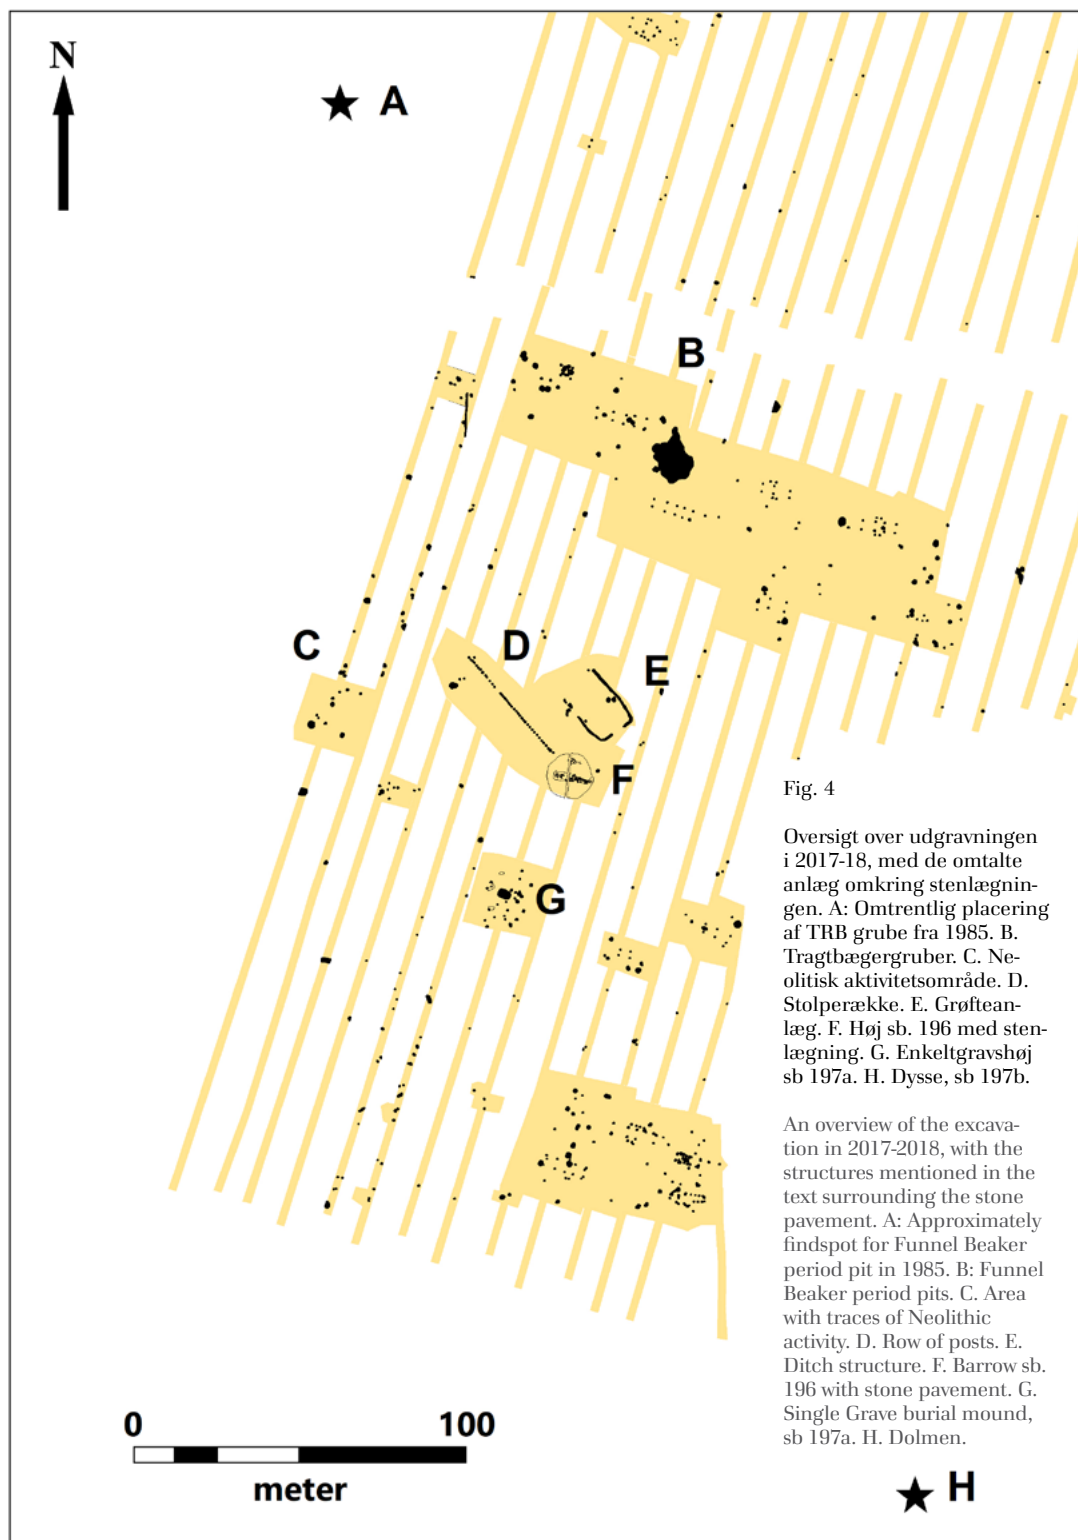 N
A
B
C
D
E
F
G
Fig. 4
Oversigt over udgravningen
i 2017-18, med de omtalte
anlæg omkring stenlægnin-
gen. A: Omtrentlig placering
af TRB grube fra 1985. B.
Tragtbægergruber. C. Ne-
olitisk aktivitetsområde. D.
Stolperække. E. Grøftean-
læg. F. Høj sb. 196 med sten-
lægning. G. Enkeltgravshøj
sb 197a. H. Dysse, sb 197b.
An overview of the excava-
tion in 2017-2018, with the
structures mentioned in the
text surrounding the stone
pavement. A: Approximately
findspot for Funnel Beaker
period pit in 1985. B: Funnel
Beaker period pits. C. Area
with traces of Neolithic
activity. D. Row of posts. E.
Ditch structure. F. Barrow sb.
196 with stone pavement. G.
Single Grave burial mound,
sb 197a. H. Dolmen.
0 100
meter
H